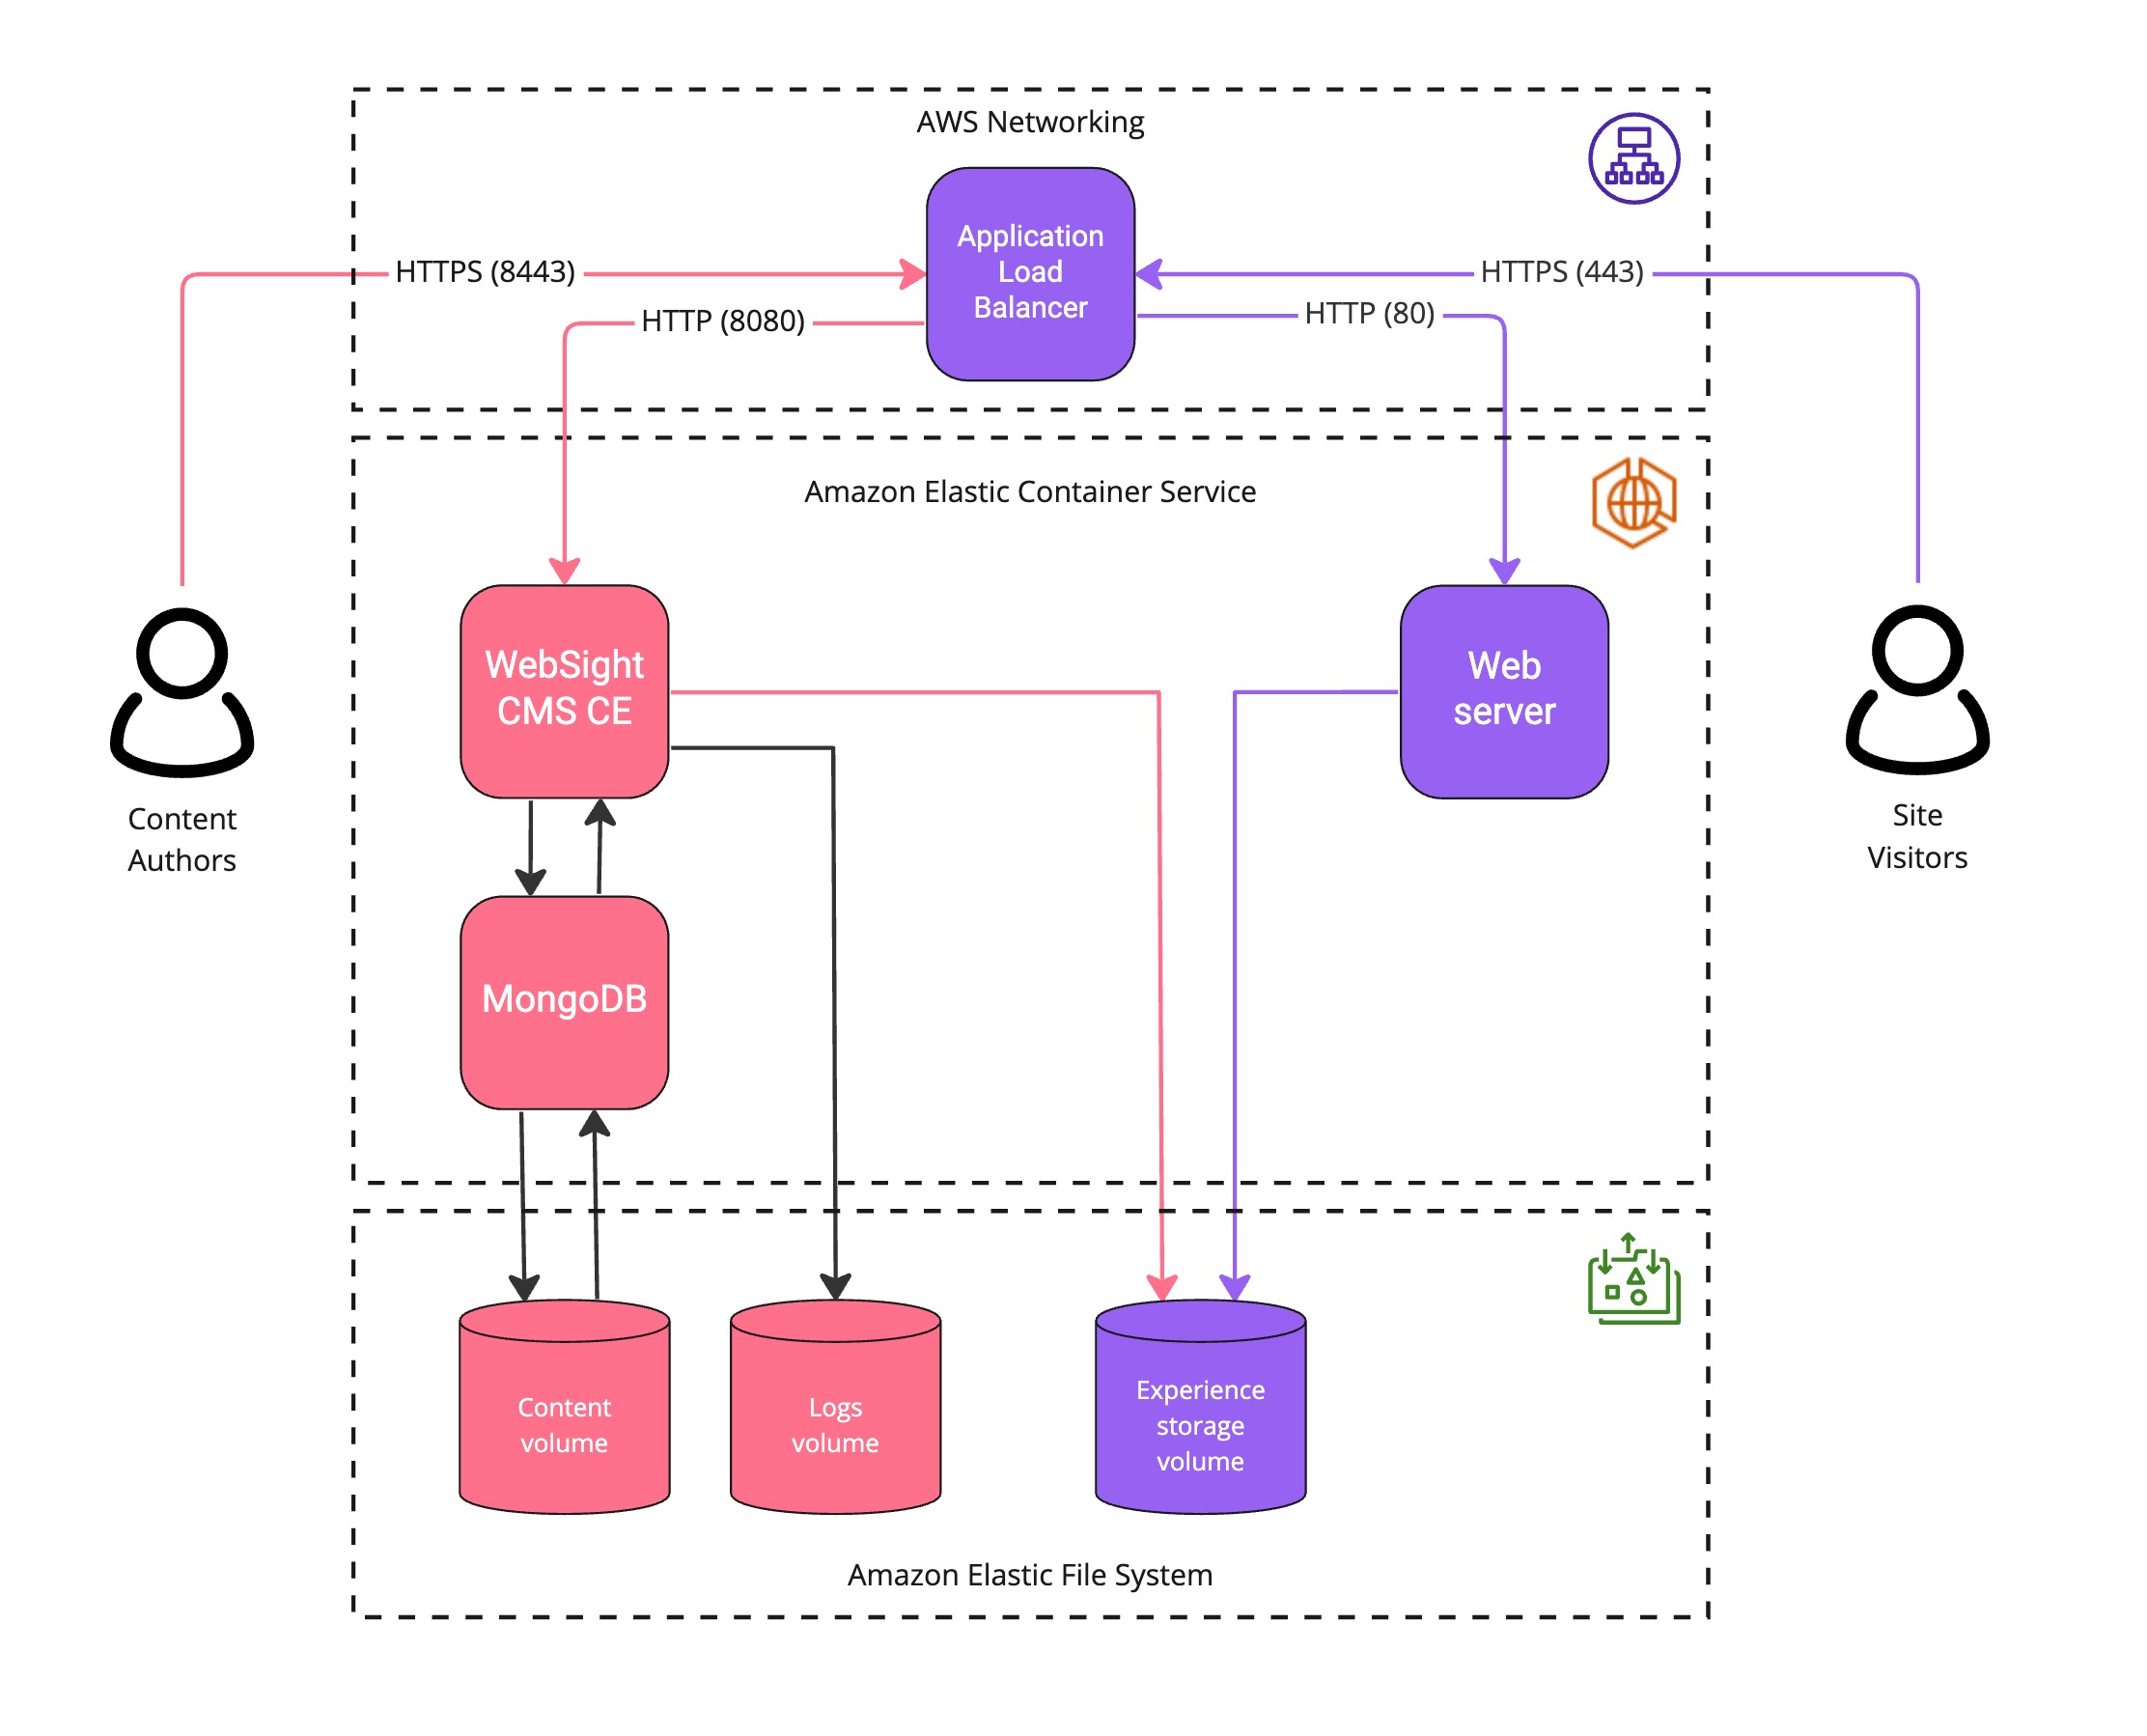 AWS Networking
Application
Load
Balancer
HTTPS (8443)
HTTPS (443)
HTTP (8080)
HTTP (80)
Amazon Elastic Container Service
WebSight
CMS CE
Web
server
Content
Authors
Site
Visitors
MongoDB
Content
volume
Logs
volume
Experience
storage
volume
Amazon Elastic File System